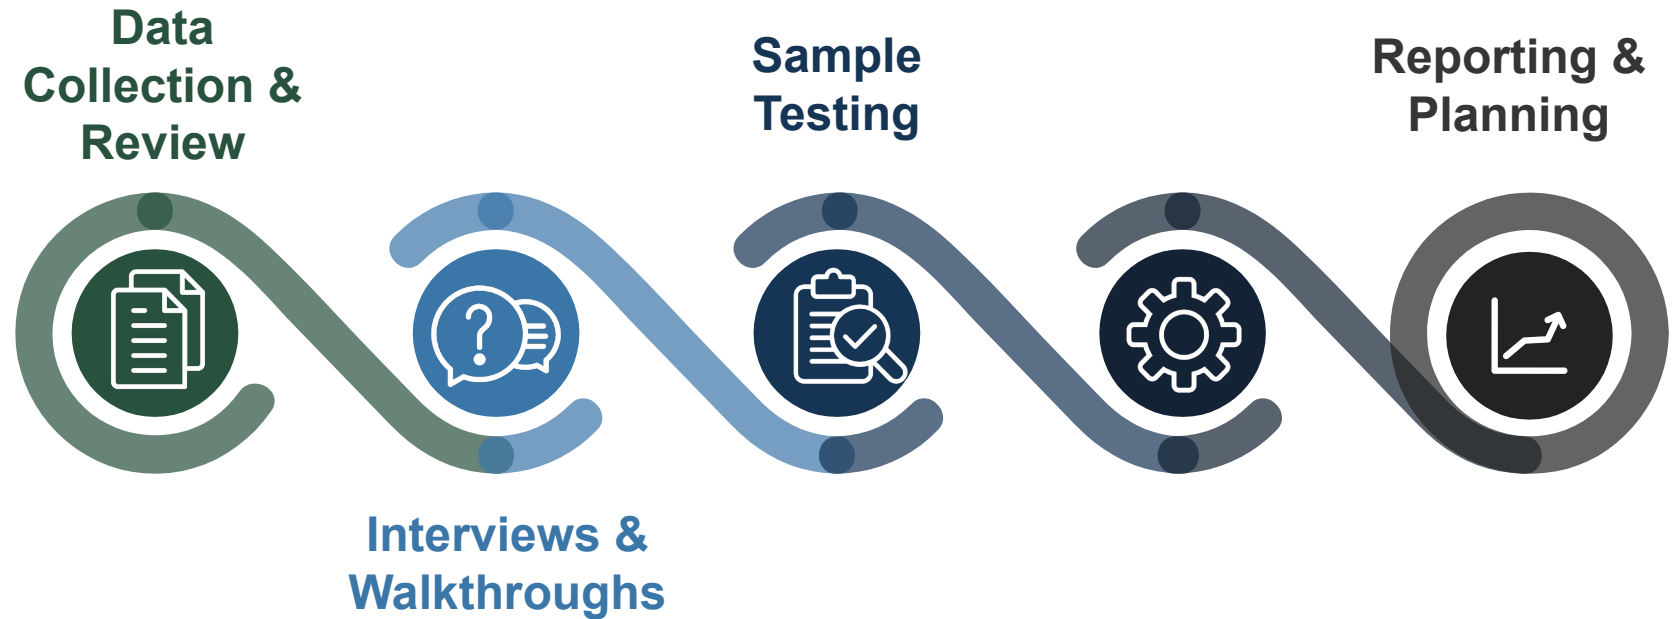 Data
Collection &
Review
Interviews &
Walkthroughs
Sample
Testing
Reporting &
Planning